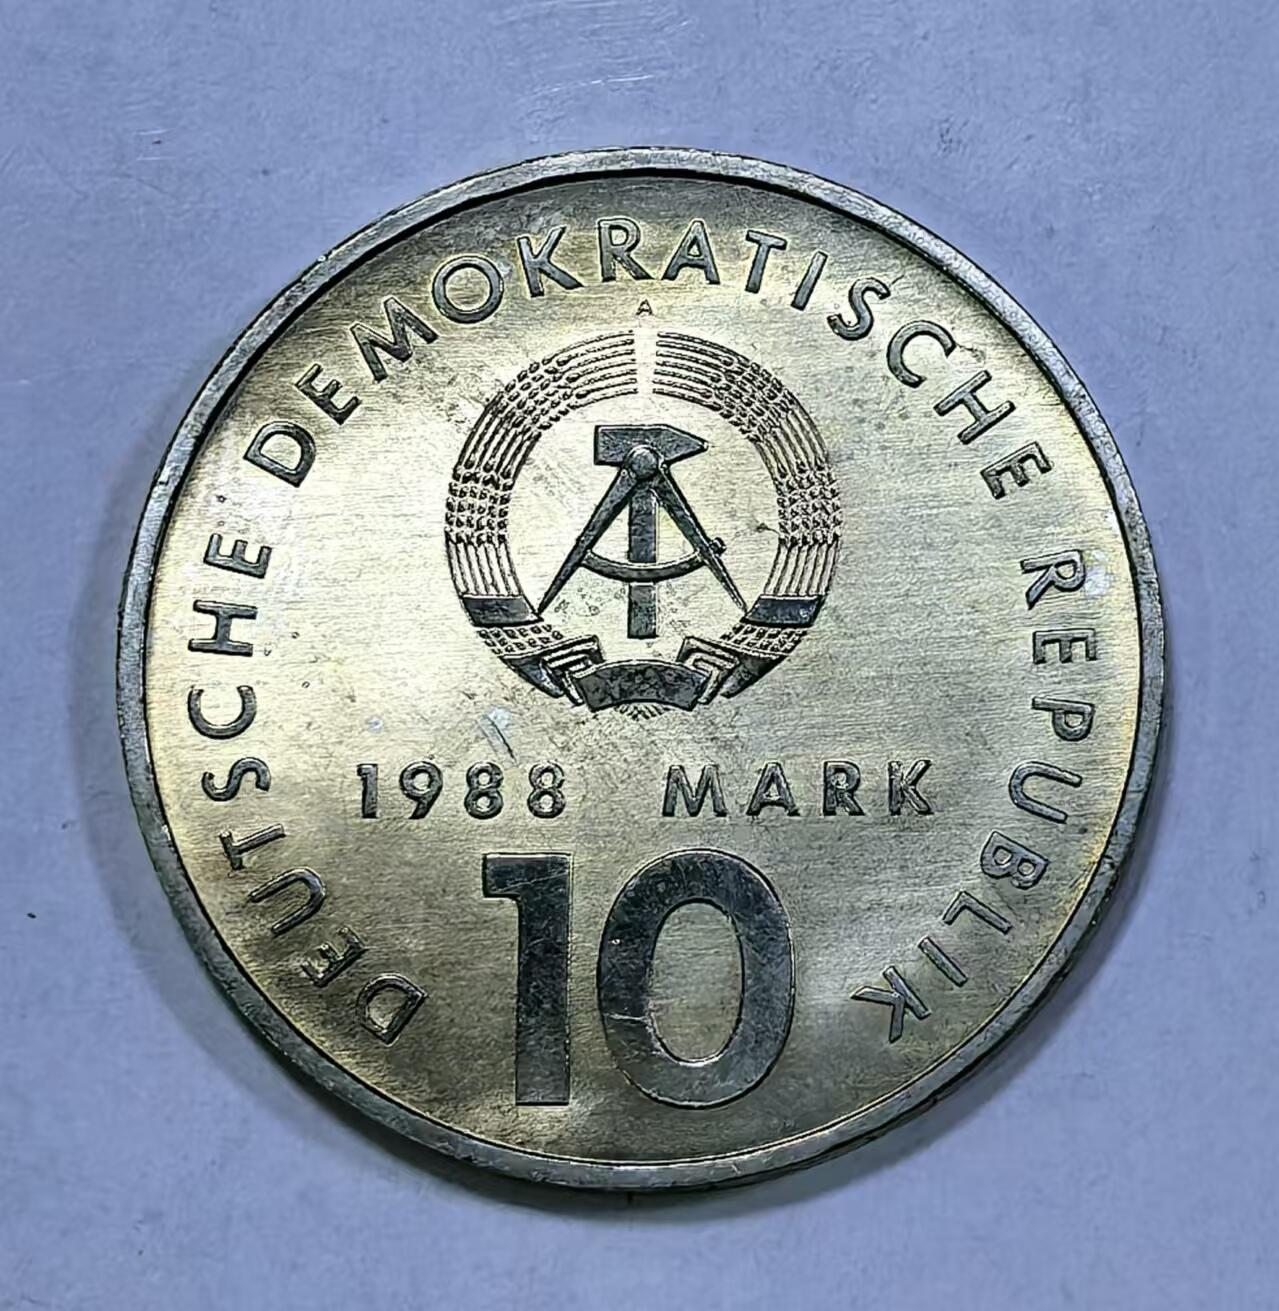 DEUTSCHE DEMOKRATISCHE REPUBLIK
A
1988 MARK
10